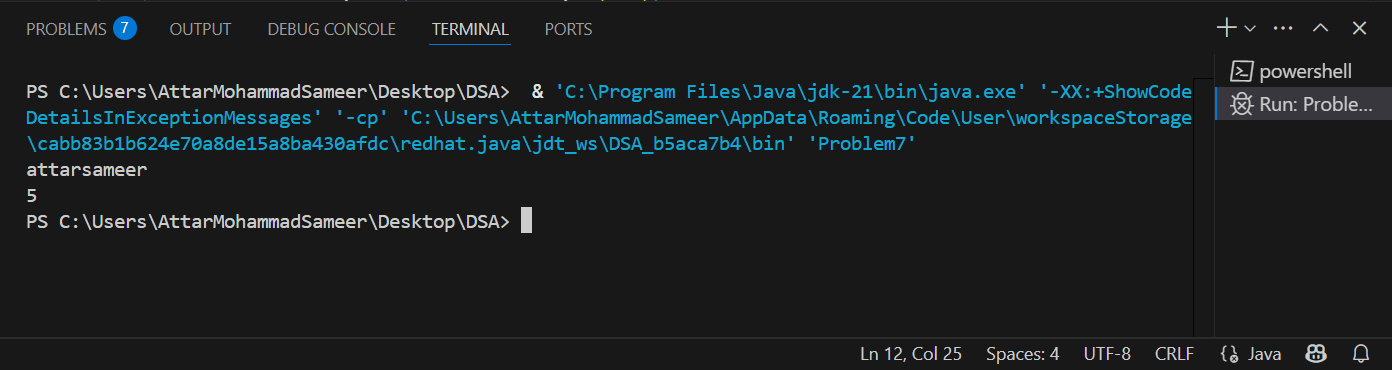 PROBLEMS 7 OUTPUT DEBUG CONSOLE TERMINAL PORTS
PS C:\Users\AttarMohammadSameer\Desktop\DSA>  & 'C:\Program Files\Java\jdk-21\bin\java.exe' '-XX:+ShowCode
DetailsInExceptionMessages' '-cp' 'C:\Users\AttarMohammadSameer\AppData\Roaming\Code\User\workspaceStorage
\cabb83b1b624e70a8de15a8ba430afdc\redhat.java\jdt_ws\DSA_b5aca7b4\bin' 'Problem7'
attarsameer
5
PS C:\Users\AttarMohammadSameer\Desktop\DSA>
powershell
Run: Proble...
Ln 12, Col 25 Spaces: 4 UTF-8 CRLF Java